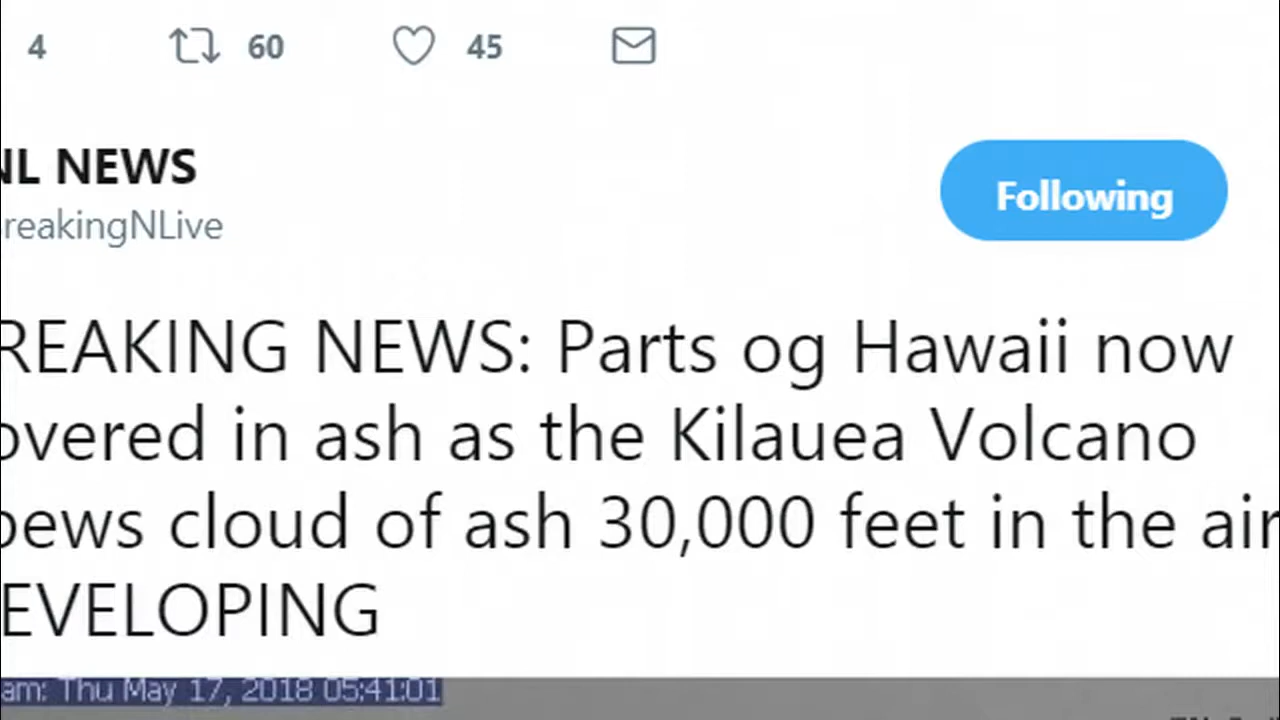 4 60 45
NL NEWS
reakingNLive
Following
REAKING NEWS: Parts og Hawaii now
overed in ash as the Kilauea Volcano
pews cloud of ash 30,000 feet in the air
EVELOPING
am: Thu May 17, 2018 05:41:01